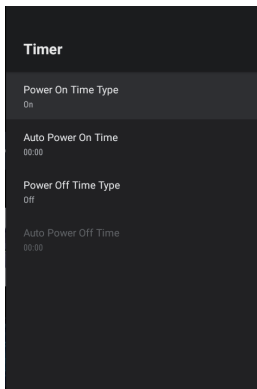 Timer
Power On Time Type
On
Auto Power On Time
00:00
Power Off Time Type
Off
Auto Power Off Time
00:00